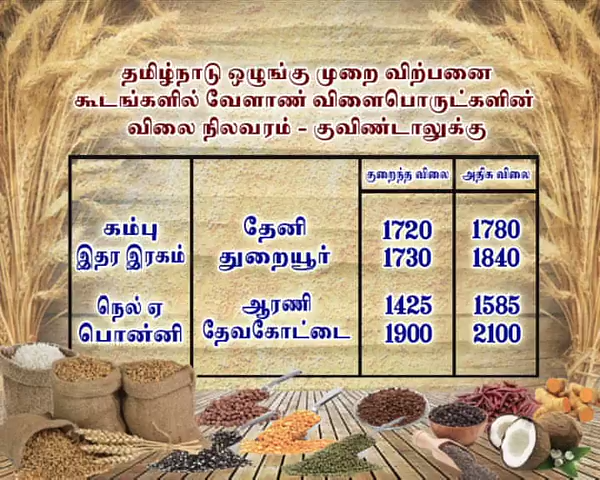 தமிழ்நாடு ஒழுங்கு முறை விற்பனை
கூடங்களில் வேளாண் விளைபொருட்களின்
விலை நிலவரம் - குவிண்டாலுக்கு
குறைந்த விலை அதிக விலை
கம்பு தேனி 1720 1780
இதர இரகம் துறையூர் 1730 1840
நெல் ஏ ஆரணி 1425 1585
பொன்னி தேவகோட்டை 1900 2100